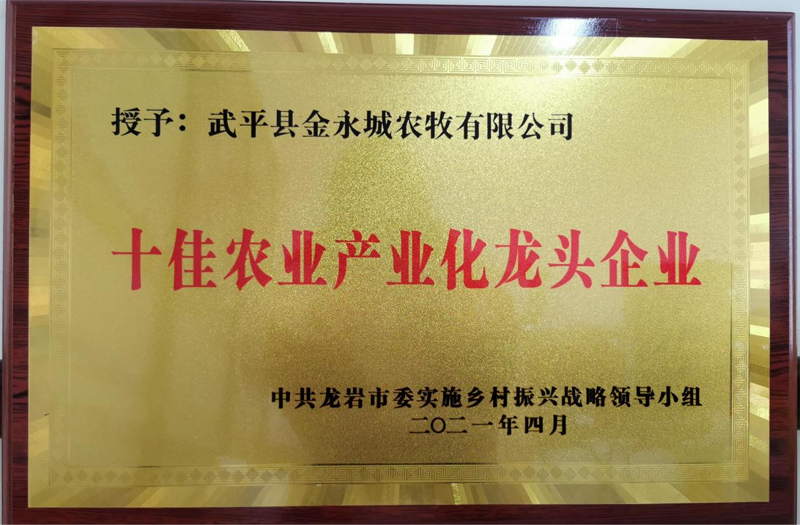 授予：武平县金永城农牧有限公司
十佳农业产业化龙头企业
中共龙岩市委实施乡村振兴战略领导小组
二〇二一年四月